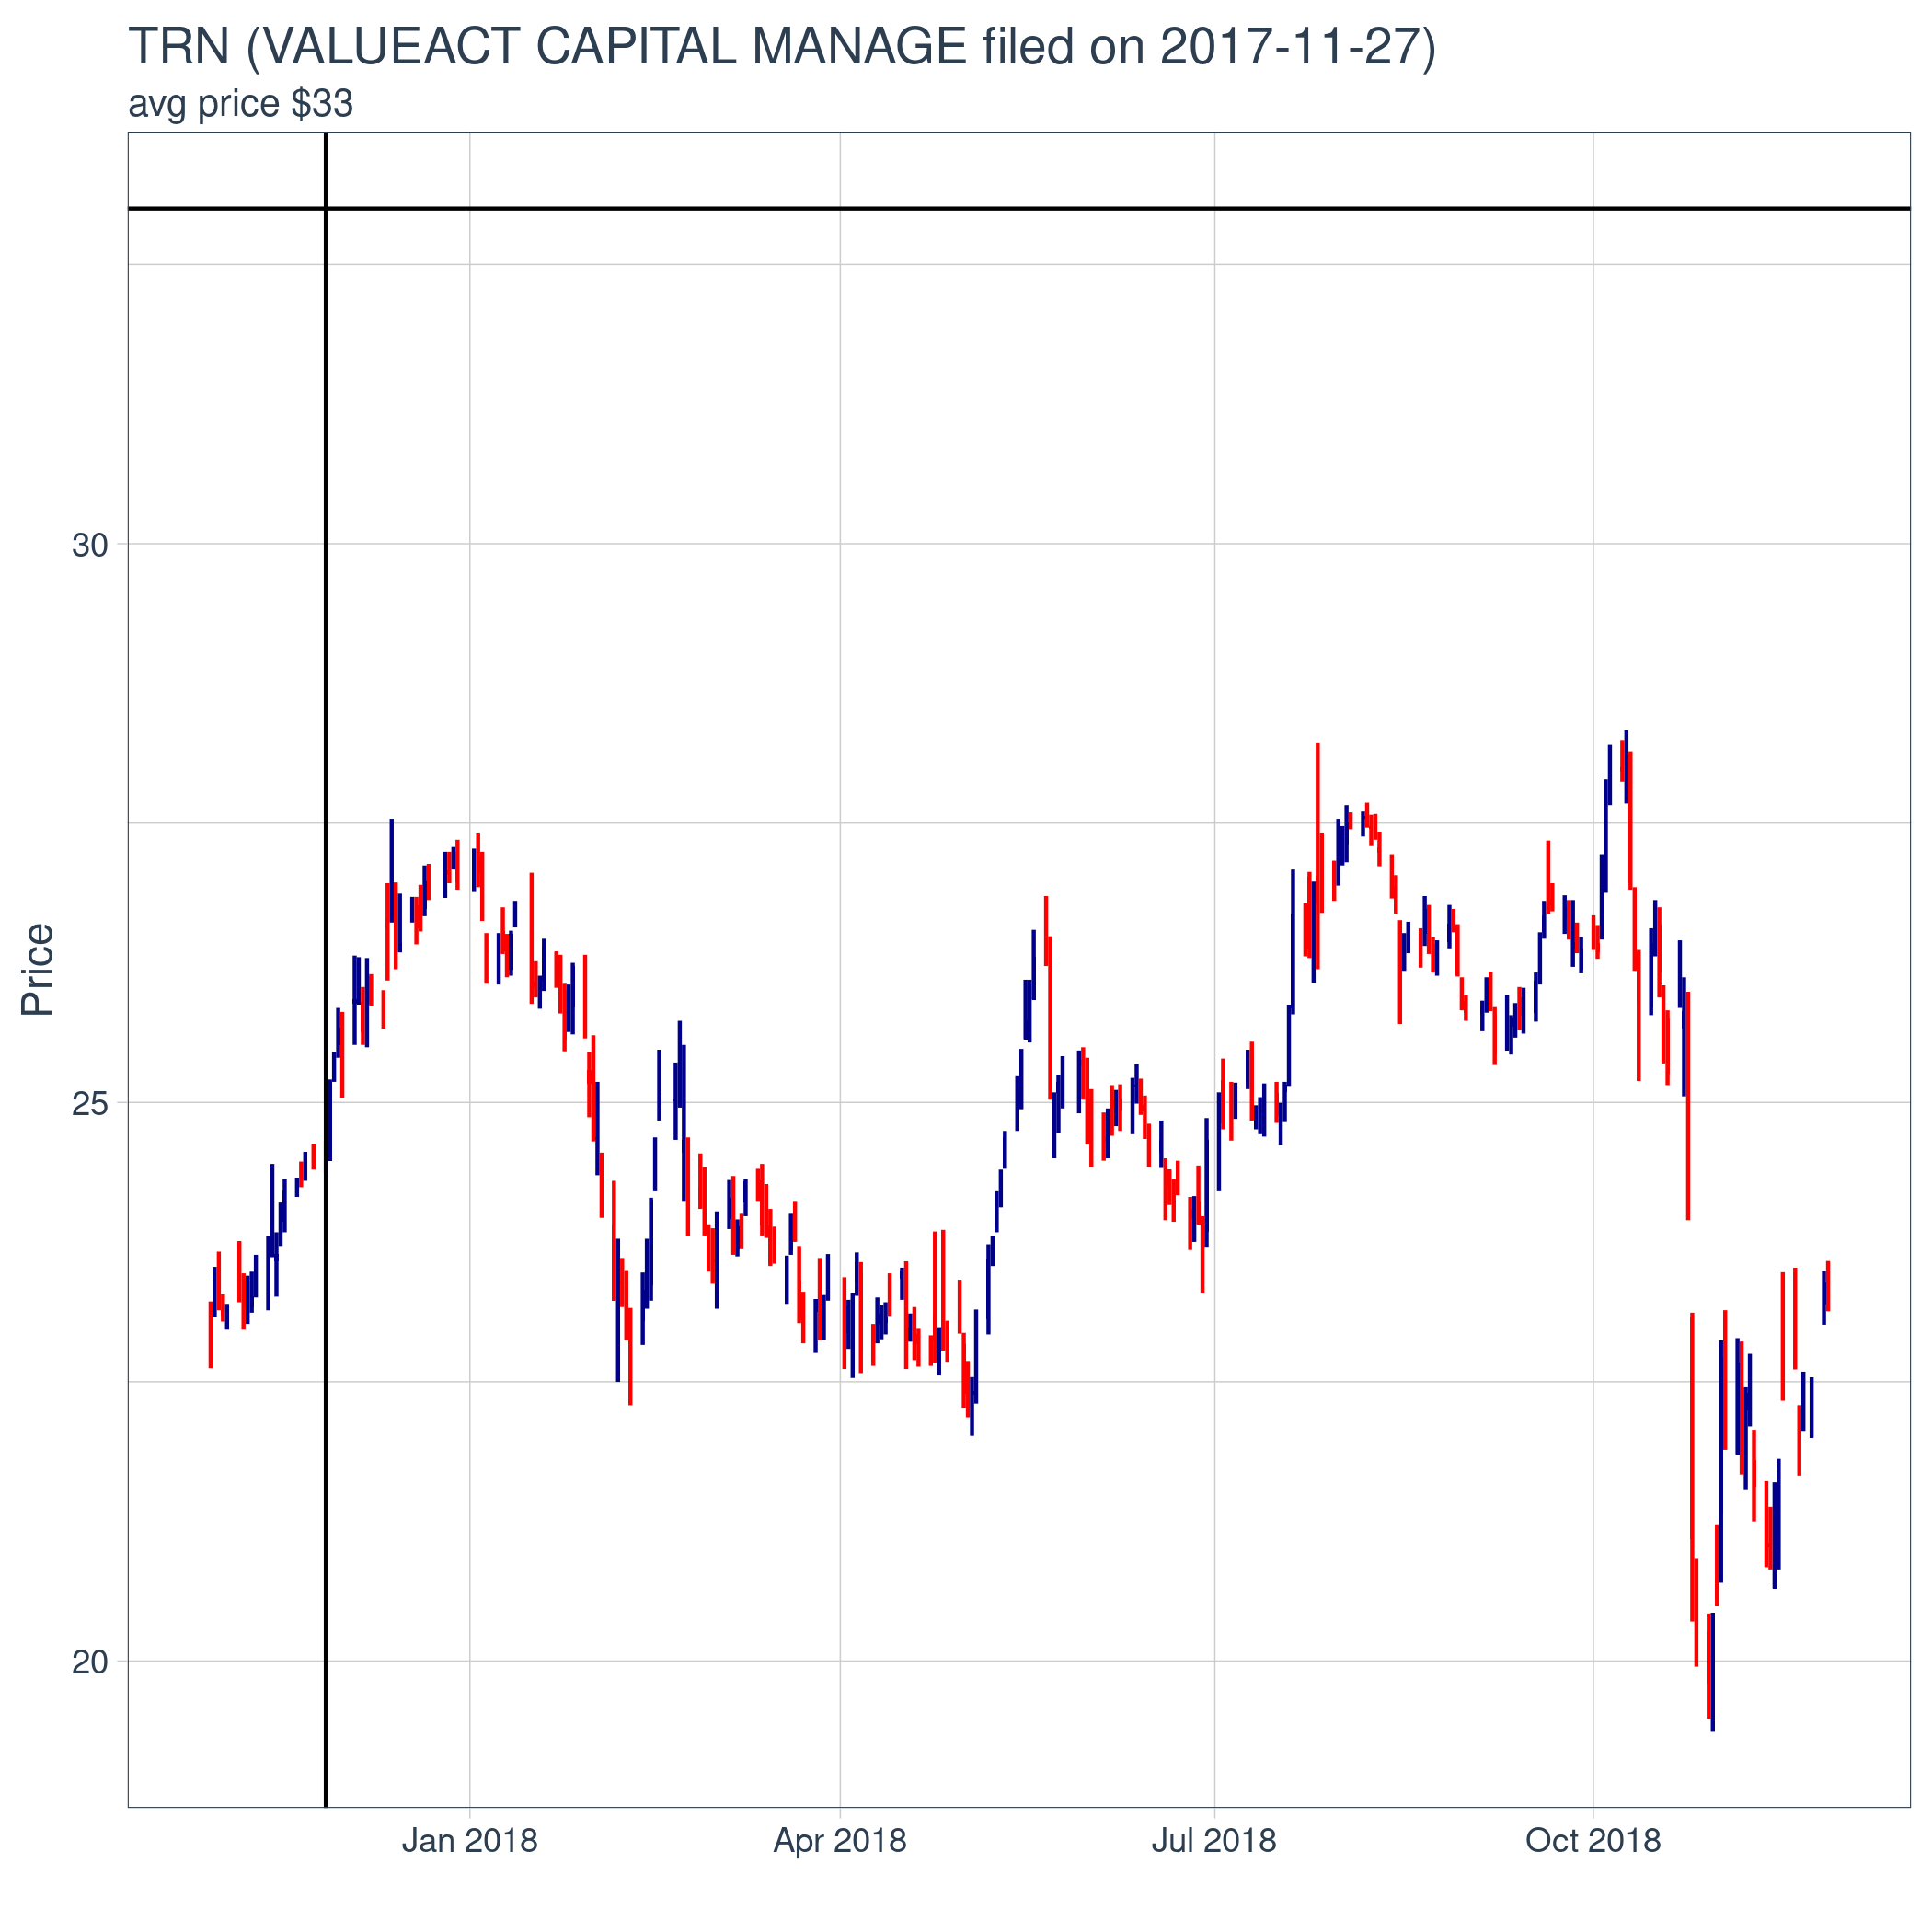 TRN (VALUEACT CAPITAL MANAGE filed on 2017-11-27)
avg price $33
30
25
20
Price
Jan 2018
Apr 2018
Jul 2018
Oct 2018